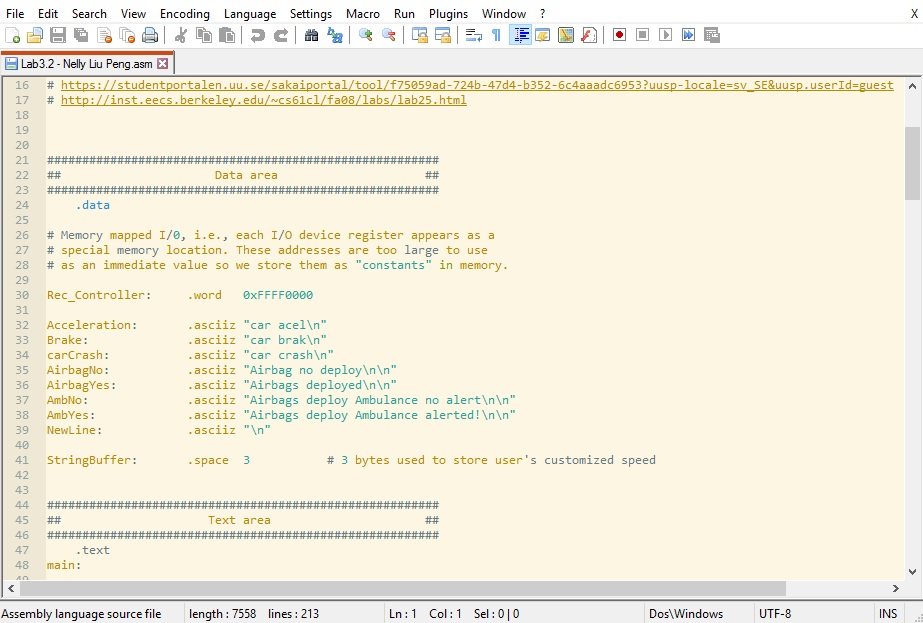 File Edit Search View Encoding Language Settings Macro Run Plugins Window ? X
Lab3.2 - Nelly Liu Peng.asm
16 # https://studentportalen.uu.se/sakaiportal/tool/f75059ad-724b-47d4-b352-6c4aaadc6953?uusp-locale=sv_SE&uusp.userId=guest
17 # http://inst.eecs.berkeley.edu/~cs61cl/fa08/labs/lab25.html
18
19
20
21 ########################################################
22 ## Data area ##
23 ########################################################
24 .data
25
26 # Memory mapped I/0, i.e., each I/O device register appears as a
27 # special memory location. These addresses are too large to use
28 # as an immediate value so we store them as "constants" in memory.
29
30 Rec_Controller: .word 0xFFFF0000
31
32 Acceleration: .asciiz "car acel\n"
33 Brake: .asciiz "car brak\n"
34 carCrash: .asciiz "car crash\n"
35 AirbagNo: .asciiz "Airbag no deploy\n\n"
36 AirbagYes: .asciiz "Airbags deployed\n\n"
37 AmbNo: .asciiz "Airbags deploy Ambulance no alert\n\n"
38 AmbYes: .asciiz "Airbags deploy Ambulance alerted!\n\n"
39 NewLine: .asciiz "\n"
40
41 StringBuffer: .space 3 # 3 bytes used to store user's customized speed
42
43
44 ########################################################
45 ## Text area ##
46 ########################################################
47 .text
48 main:
49
Assembly language source file length : 7558 lines : 213 Ln : 1 Col : 1 Sel : 0 | 0 Dos\Windows UTF-8 INS